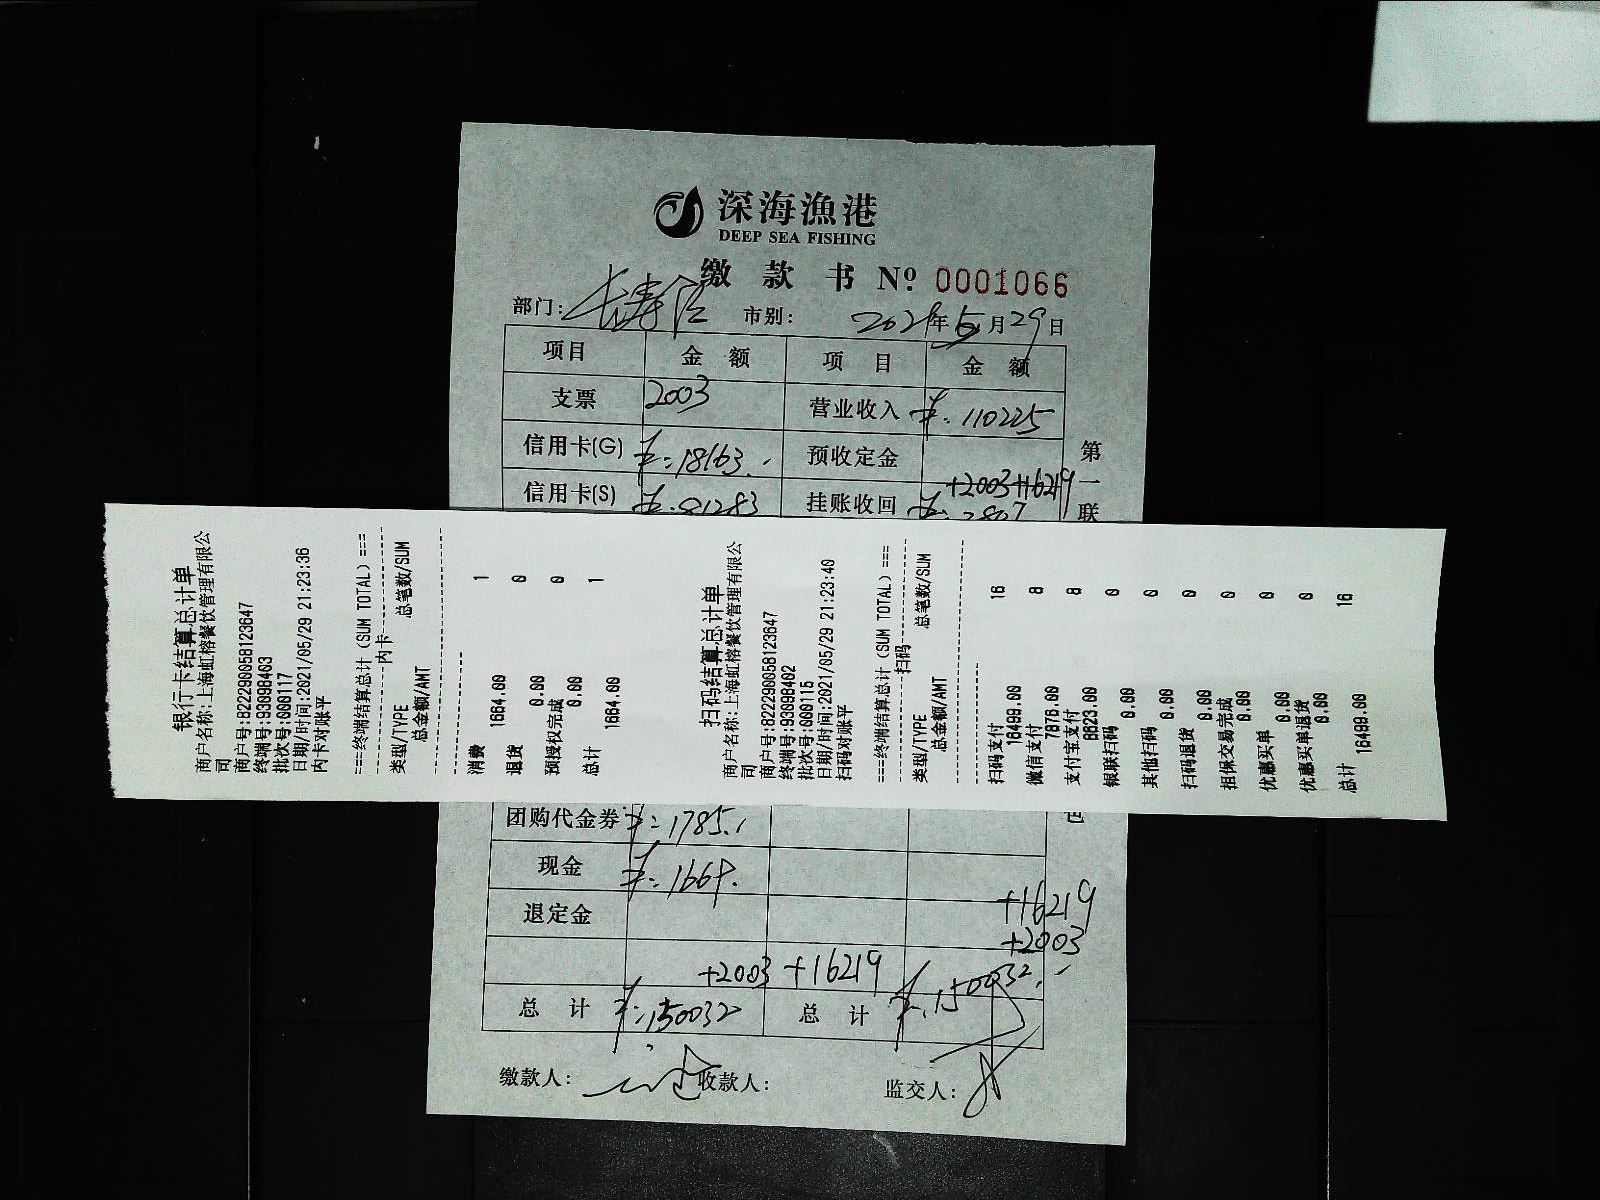 深海漁港
DEEP SEA FISHING
缴款书 Nº 0001066
部门: 市别: 2021年5月29日
项目 金额 项目 金额
支票 2003 营业收入 ¥:110225
信用卡(G) ¥:18163. 预收定金
+2003+16219
信用卡(S) 挂账收回
第一联
银行卡结算总计单
商户名称:上海虹榕餐饮管理有限公
司
商户号:822290058123647
终端号:93098403
批次号:000117
日期/时间:2021/05/29 21:23:36
内卡对账平
===终端结算总计(SUM TOTAL)===
内卡
类型/TYPE 总笔数/SUM
总金额/AMT
消费 1
1664.00
退货 0
0.00
预授权完成 0
0.00
总计 1
1664.00
扫码结算总计单
商户名称:上海虹榕餐饮管理有限公
司
商户号:822290058123647
终端号:93098402
批次号:000115
日期/时间:2021/05/29 21:23:40
扫码对账平
===终端结算总计(SUM TOTAL)===
扫码
类型/TYPE 总笔数/SUM
总金额/AMT
扫码支付 16
16499.00
微信支付 8
7876.00
支付宝支付 8
8623.00
银联扫码 0
0.00
其他扫码 0
0.00
扫码退货 0
0.00
担保交易完成 0
0.00
优惠买单 0
0.00
优惠买单退货 0
0.00
总计 16
16499.00
团购代金券 ¥:1785.
现金 ¥:1664.
退定金
+16219
+2003
+2003 +16219
总计 ¥:150032 总计 ¥:150032.
缴款人: 收款人: 监交人: